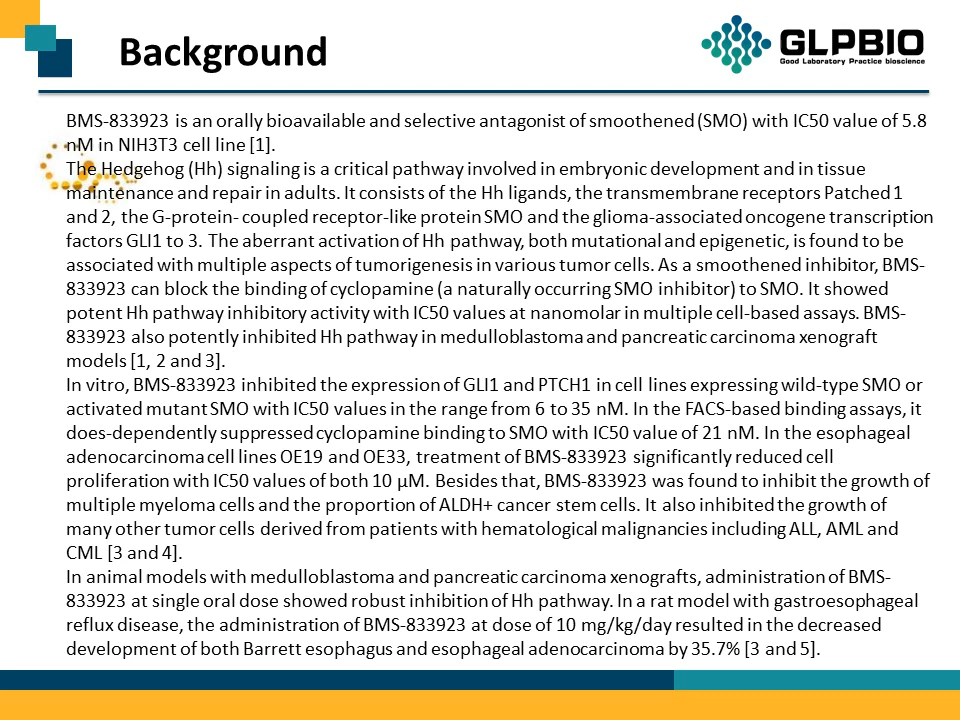 Background
GLPBIO
Good Laboratory Practice bioscience
BMS-833923 is an orally bioavailable and selective antagonist of smoothened (SMO) with IC50 value of 5.8
nM in NIH3T3 cell line [1].
The Hedgehog (Hh) signaling is a critical pathway involved in embryonic development and in tissue
maintenance and repair in adults. It consists of the Hh ligands, the transmembrane receptors Patched 1
and 2, the G-protein- coupled receptor-like protein SMO and the glioma-associated oncogene transcription
factors GLI1 to 3. The aberrant activation of Hh pathway, both mutational and epigenetic, is found to be
associated with multiple aspects of tumorigenesis in various tumor cells. As a smoothened inhibitor, BMS-
833923 can block the binding of cyclopamine (a naturally occurring SMO inhibitor) to SMO. It showed
potent Hh pathway inhibitory activity with IC50 values at nanomolar in multiple cell-based assays. BMS-
833923 also potently inhibited Hh pathway in medulloblastoma and pancreatic carcinoma xenograft
models [1, 2 and 3].
In vitro, BMS-833923 inhibited the expression of GLI1 and PTCH1 in cell lines expressing wild-type SMO or
activated mutant SMO with IC50 values in the range from 6 to 35 nM. In the FACS-based binding assays, it
does-dependently suppressed cyclopamine binding to SMO with IC50 value of 21 nM. In the esophageal
adenocarcinoma cell lines OE19 and OE33, treatment of BMS-833923 significantly reduced cell
proliferation with IC50 values of both 10 μM. Besides that, BMS-833923 was found to inhibit the growth of
multiple myeloma cells and the proportion of ALDH+ cancer stem cells. It also inhibited the growth of
many other tumor cells derived from patients with hematological malignancies including ALL, AML and
CML [3 and 4].
In animal models with medulloblastoma and pancreatic carcinoma xenografts, administration of BMS-
833923 at single oral dose showed robust inhibition of Hh pathway. In a rat model with gastroesophageal
reflux disease, the administration of BMS-833923 at dose of 10 mg/kg/day resulted in the decreased
development of both Barrett esophagus and esophageal adenocarcinoma by 35.7% [3 and 5].